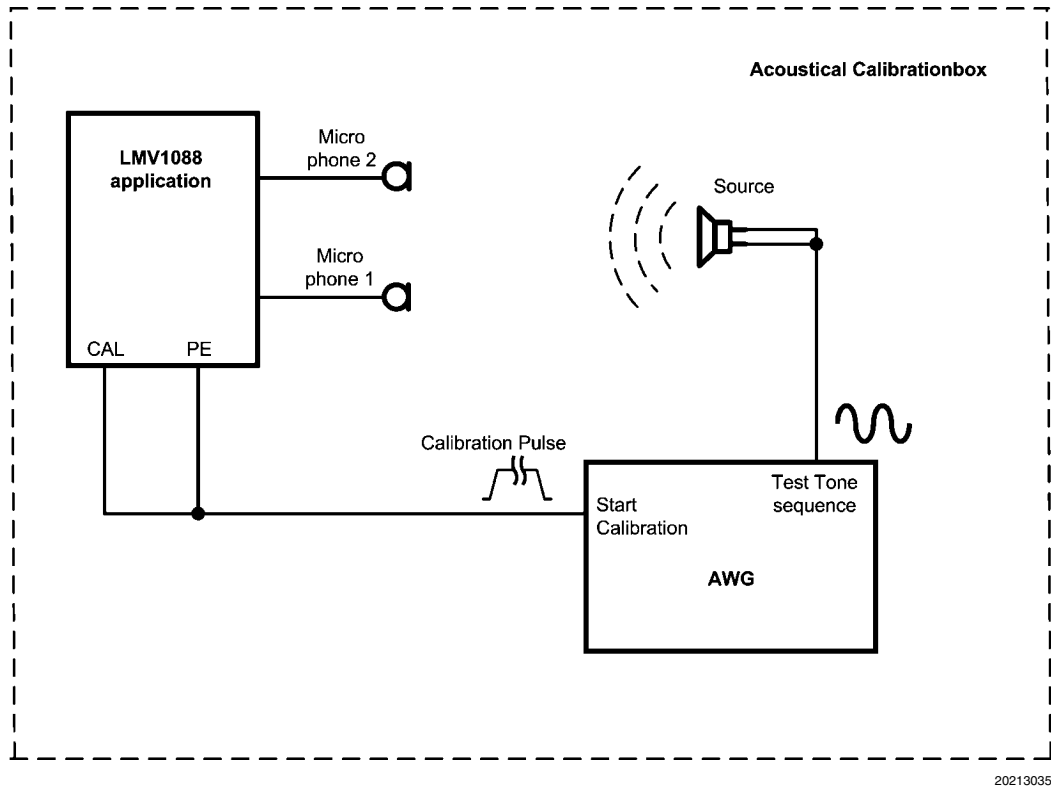 Acoustical Calibrationbox
LMV1088
application
Micro
phone 2
Micro
phone 1
CAL
PE
Source
Calibration Pulse
Start
Calibration
Test Tone
sequence
AWG
20213035